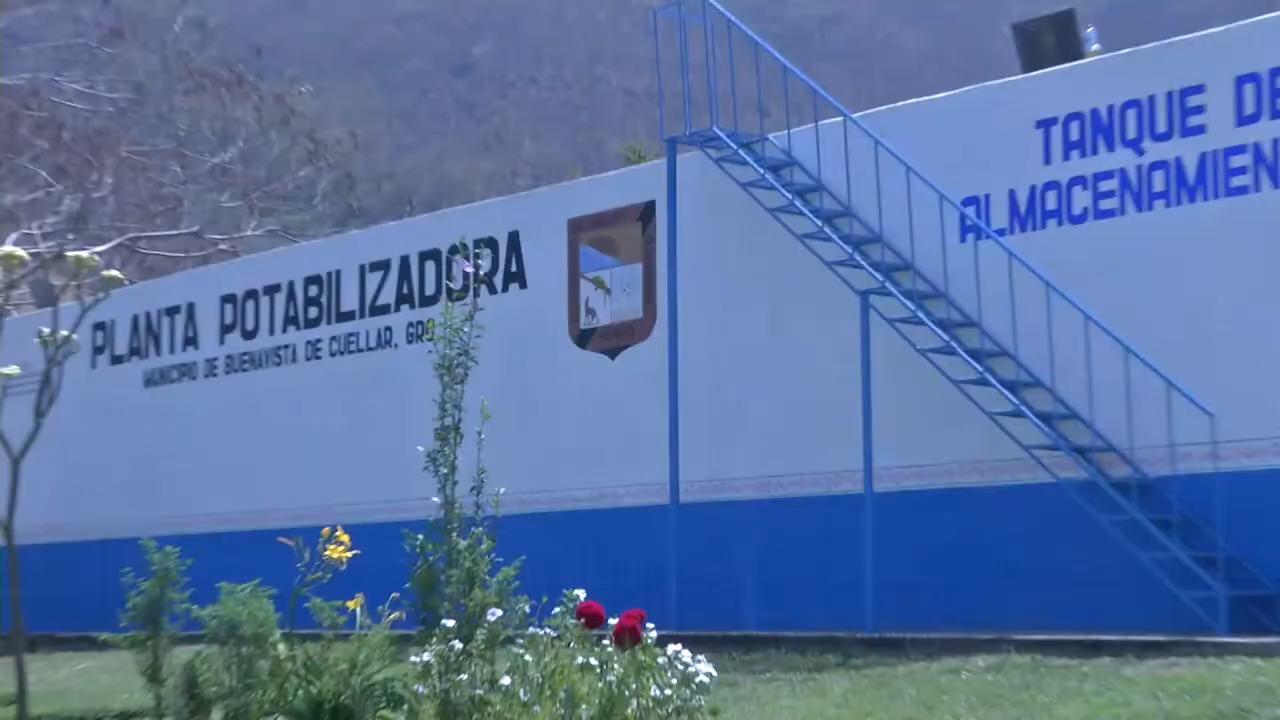 PLANTA POTABILIZADORA
MUNICIPIO DE BUENAVISTA DE CUELLAR, GRO
TANQUE DE
ALMACENAMIEN